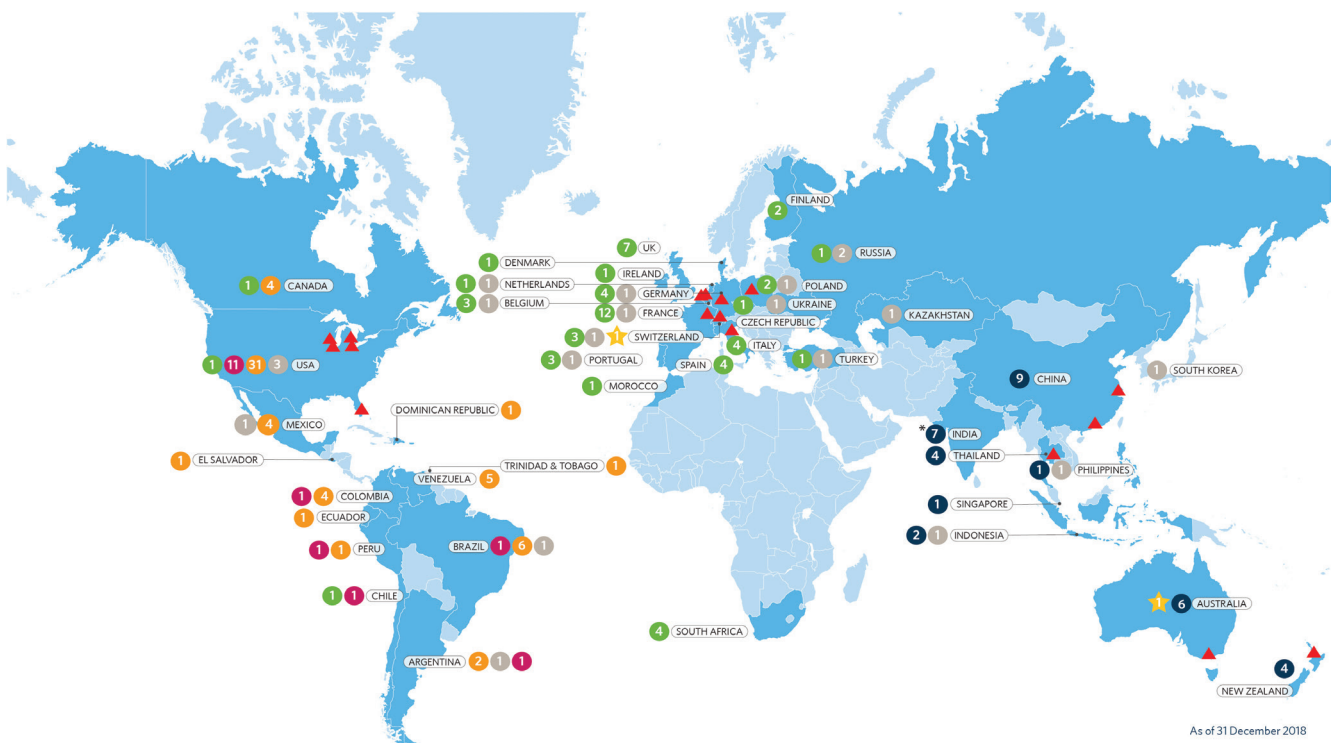 2 FINLAND
7 UK
1 DENMARK
1 2 RUSSIA
1 IRELAND
1 1 NETHERLANDS
1 4 CANADA
4 1 GERMANY
2 1 POLAND
3 1 BELGIUM
1 1 UKRAINE
12 1 FRANCE
1 KAZAKHSTAN
CZECH REPUBLIC
3 1 1 SWITZERLAND
4 ITALY
3 1 PORTUGAL
1 1 TURKEY
1 11 31 3 USA
SPAIN 4
1 SOUTH KOREA
9 CHINA
1 MOROCCO
DOMINICAN REPUBLIC 1
1 4 MEXICO
* 7 INDIA
4 THAILAND
1 EL SALVADOR
TRINIDAD & TOBAGO 1
1 1 PHILIPPINES
VENEZUELA 5
1 4 COLOMBIA
1 SINGAPORE
1 ECUADOR
2 1 INDONESIA
BRAZIL 1 6 1
1 1 PERU
1 1 CHILE
1 6 AUSTRALIA
4 SOUTH AFRICA
ARGENTINA 2 1 1
4
NEW ZEALAND
As of 31 December 2018